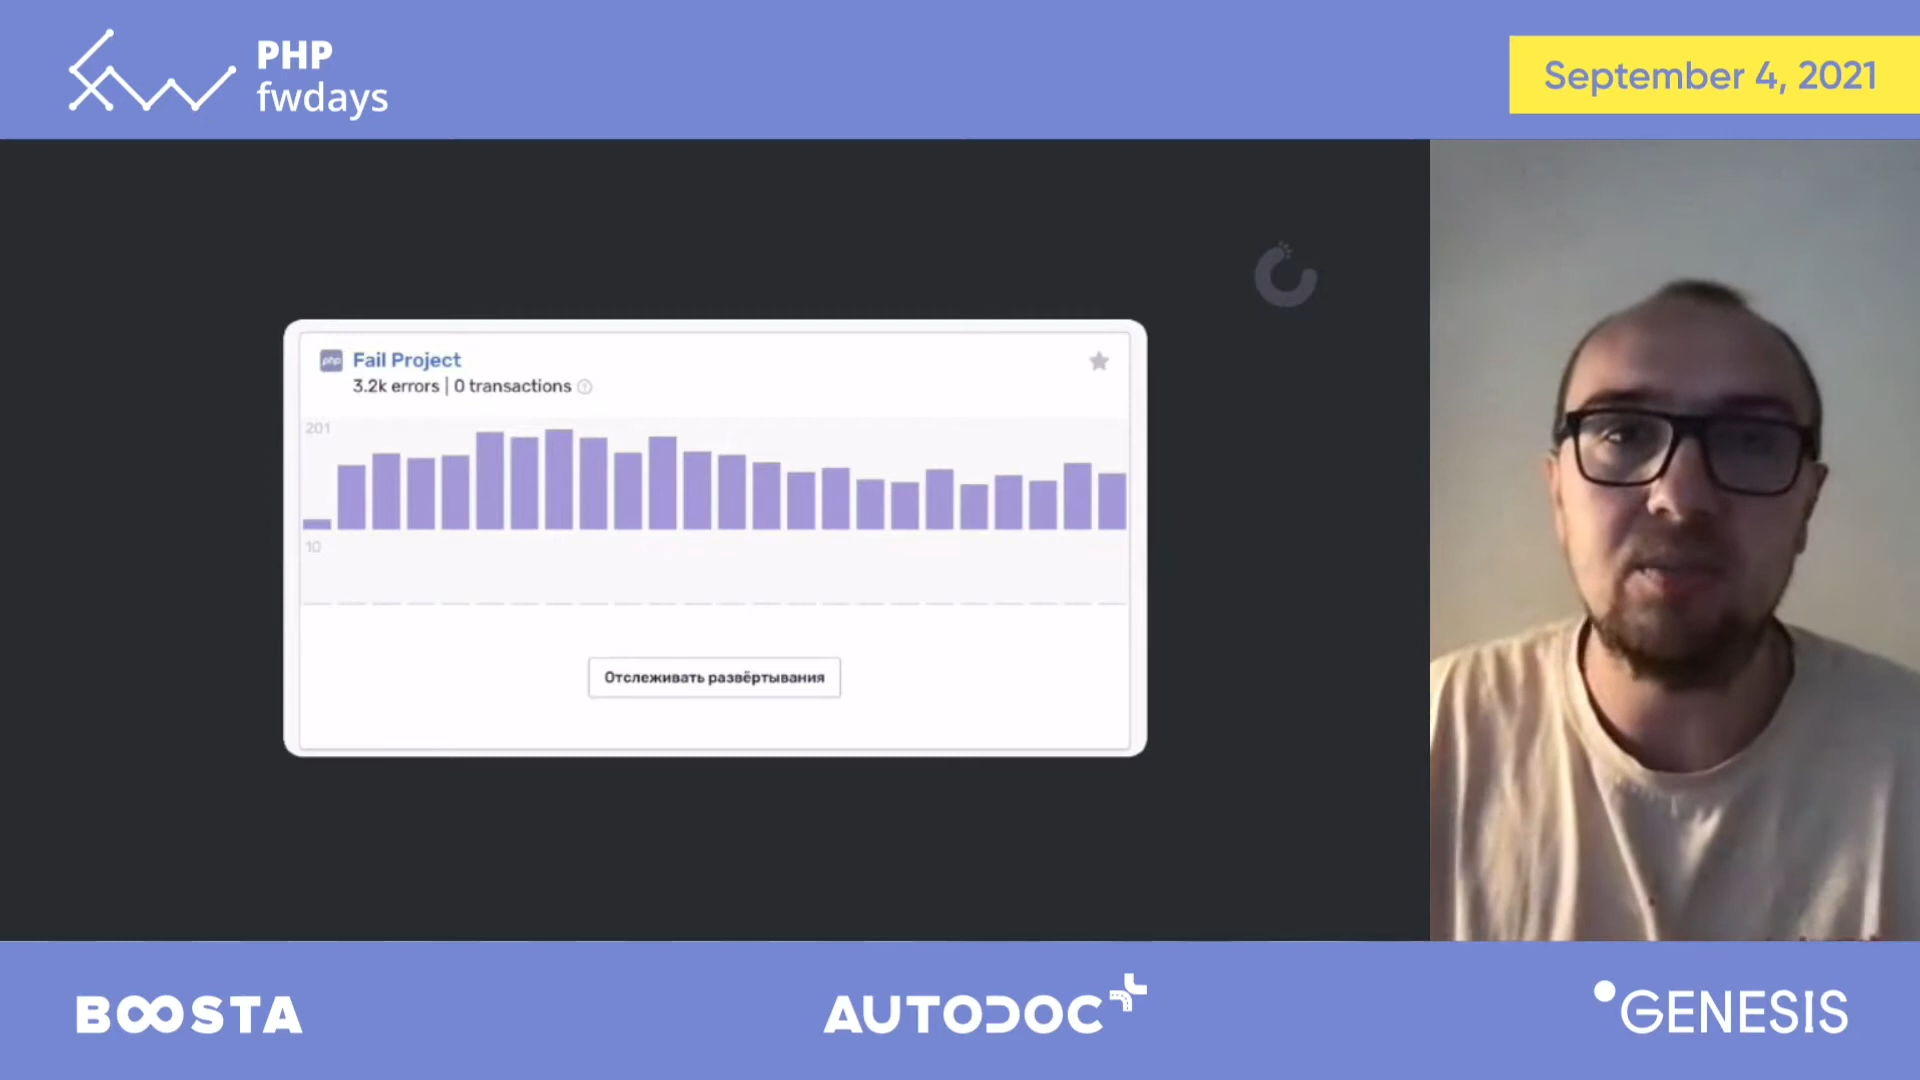 PHP
fwdays
September 4, 2021
php
Fail Project
3.2k errors | 0 transactions
201
10
Отслеживать развёртывания
BOOSTA
AUTODOC
GENESIS